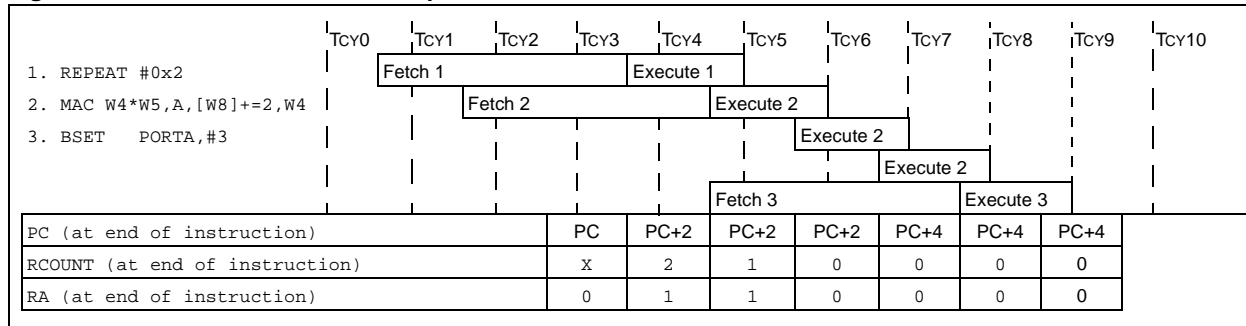 TCY0 TCY1 TCY2 TCY3 TCY4 TCY5 TCY6 TCY7 TCY8 TCY9 TCY10
1. REPEAT #0x2 Fetch 1 Execute 1
2. MAC W4*W5,A,[W8]+=2,W4 Fetch 2 Execute 2
3. BSET PORTA,#3 Execute 2
Execute 2
Fetch 3 Execute 3
PC (at end of instruction) PC PC+2 PC+2 PC+2 PC+4 PC+4 PC+4
RCOUNT (at end of instruction) X 2 1 0 0 0 0
RA (at end of instruction) 0 1 1 0 0 0 0